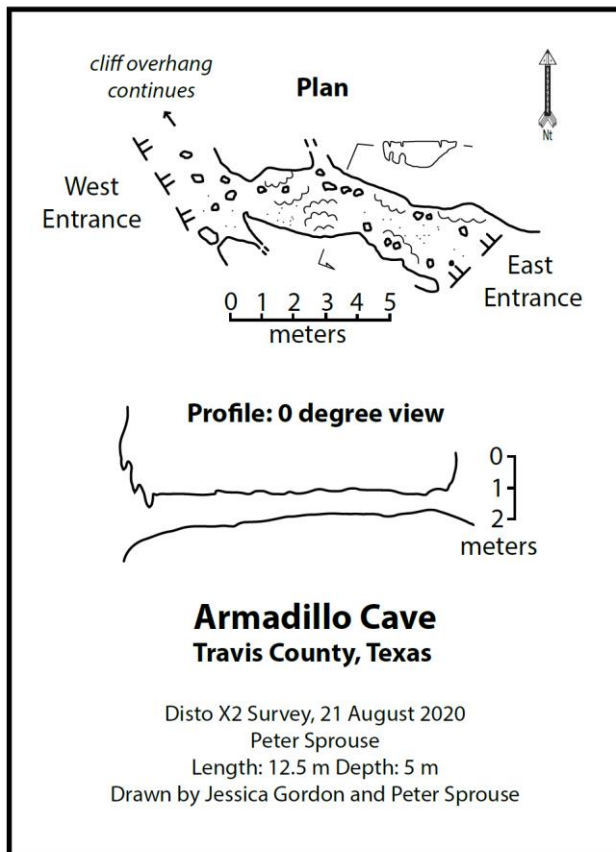 cliff overhang
continues
Plan
Nt
West
Entrance
East
Entrance
0 1 2 3 4 5
meters
Profile: 0 degree view
0
1
2
meters
Armadillo Cave
Travis County, Texas
Disto X2 Survey, 21 August 2020
Peter Sprouse
Length: 12.5 m Depth: 5 m
Drawn by Jessica Gordon and Peter Sprouse